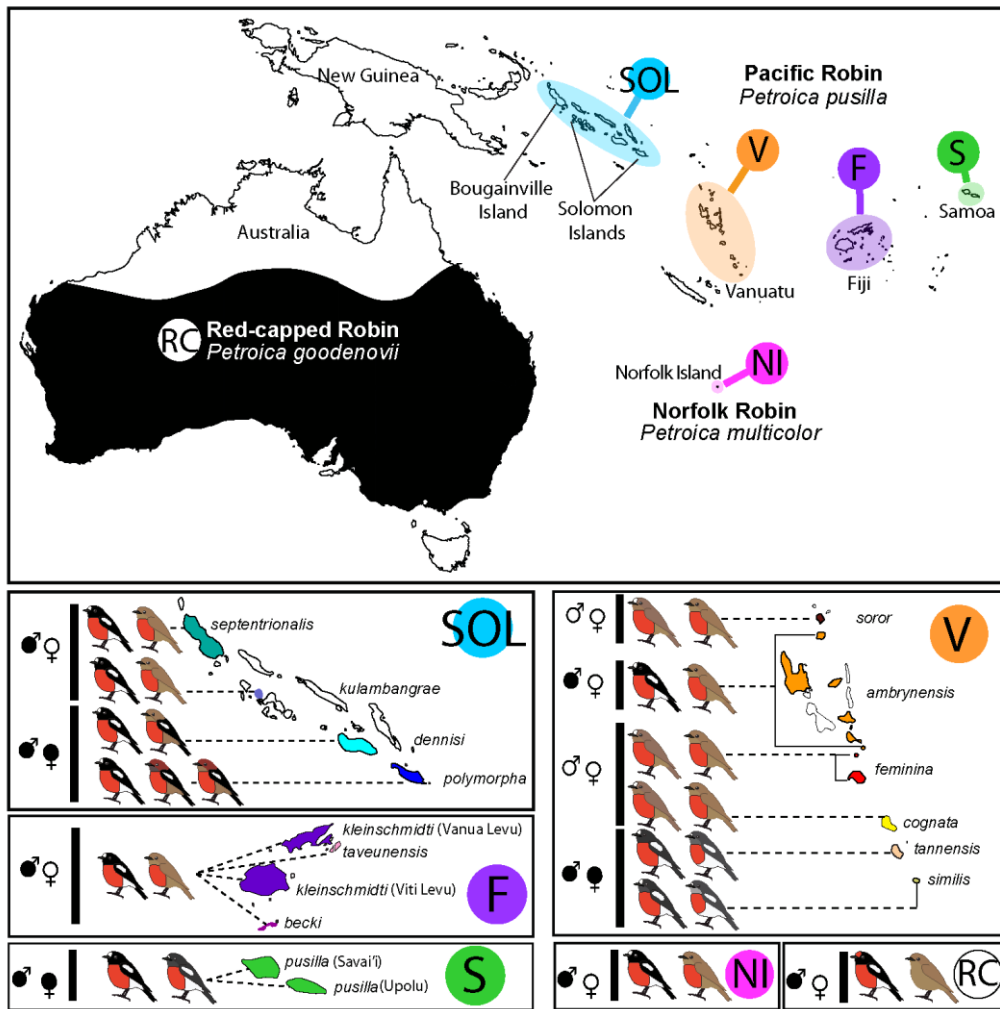 New Guinea
SOL
Pacific Robin
Petroica pusilla
V
F
S
Bougainville
Island
Solomon
Islands
Samoa
Australia
Vanuatu
Fiji
RC
Red-capped Robin
Petroica goodenovii
Norfolk Island
NI
Norfolk Robin
Petroica multicolor
♂♀
septentrionalis
SOL
kulambangrae
♂♀
dennisi
polymorpha
♂♀
kleinschmidti (Vanua Levu)
taveunensis
kleinschmidti (Viti Levu)
F
becki
♂♀
pusilla (Savai'i)
S
pusilla (Upolu)
♂♀
soror
V
♂♀
ambrynensis
♂♀
feminina
cognata
♂♀
tannensis
similis
♂♀
NI
♂♀
RC